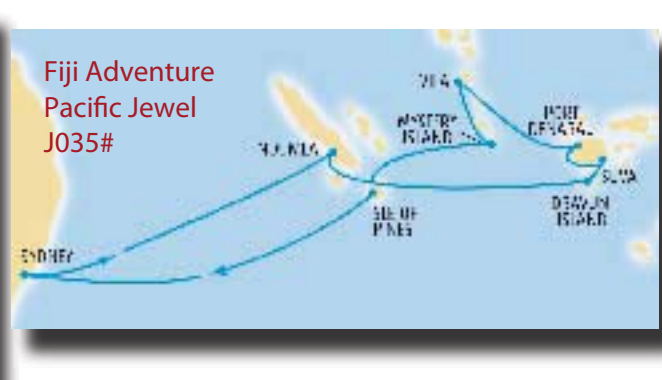 Fiji Adventure
Pacific Jewel
J035#
VILA
MYSTERY
ISLAND
PORT
DENARAU
NOUMEA
SUVA
DRAVUNI
ISLAND
ISLE OF
PINES
SYDNEY